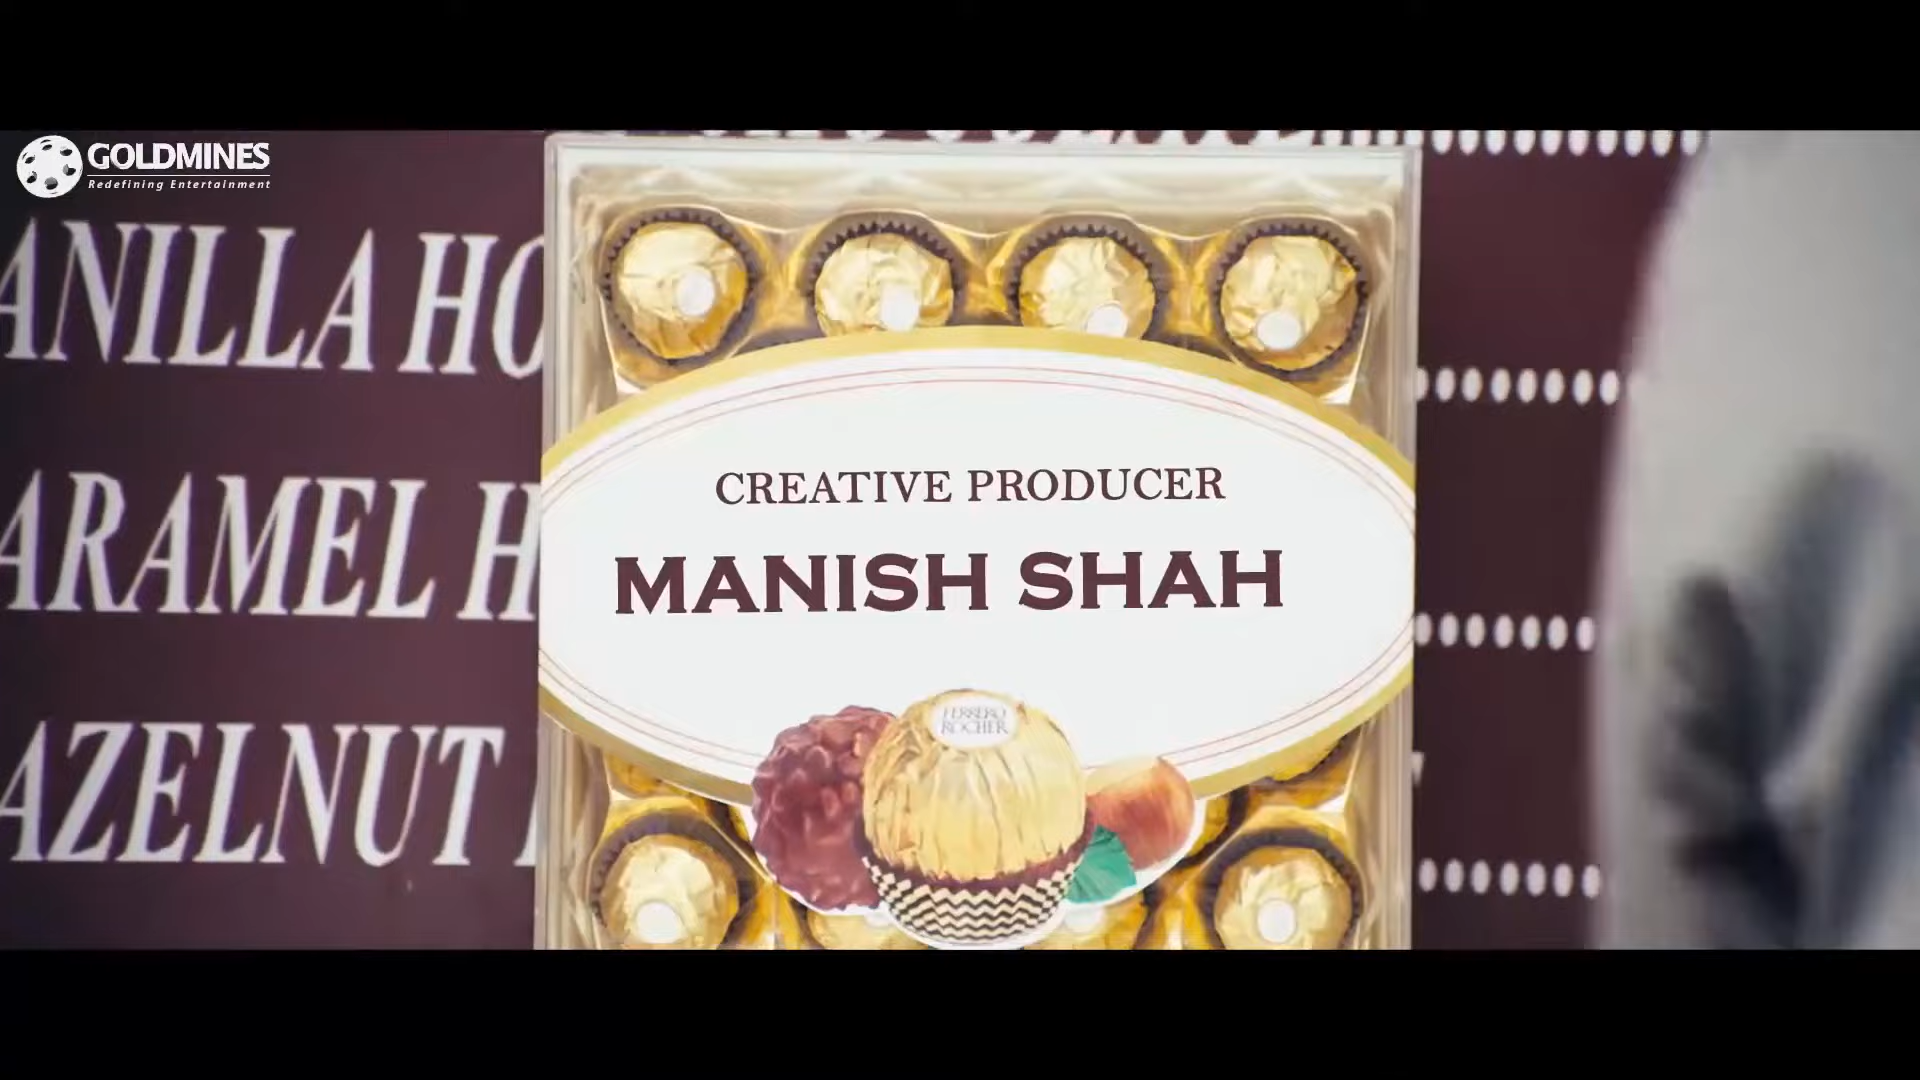 GOLDMINES
Redefining Entertainment
ANILLA HO
ARAMEL H
AZELNUT
CREATIVE PRODUCER
MANISH SHAH
FERRERO
ROCHER